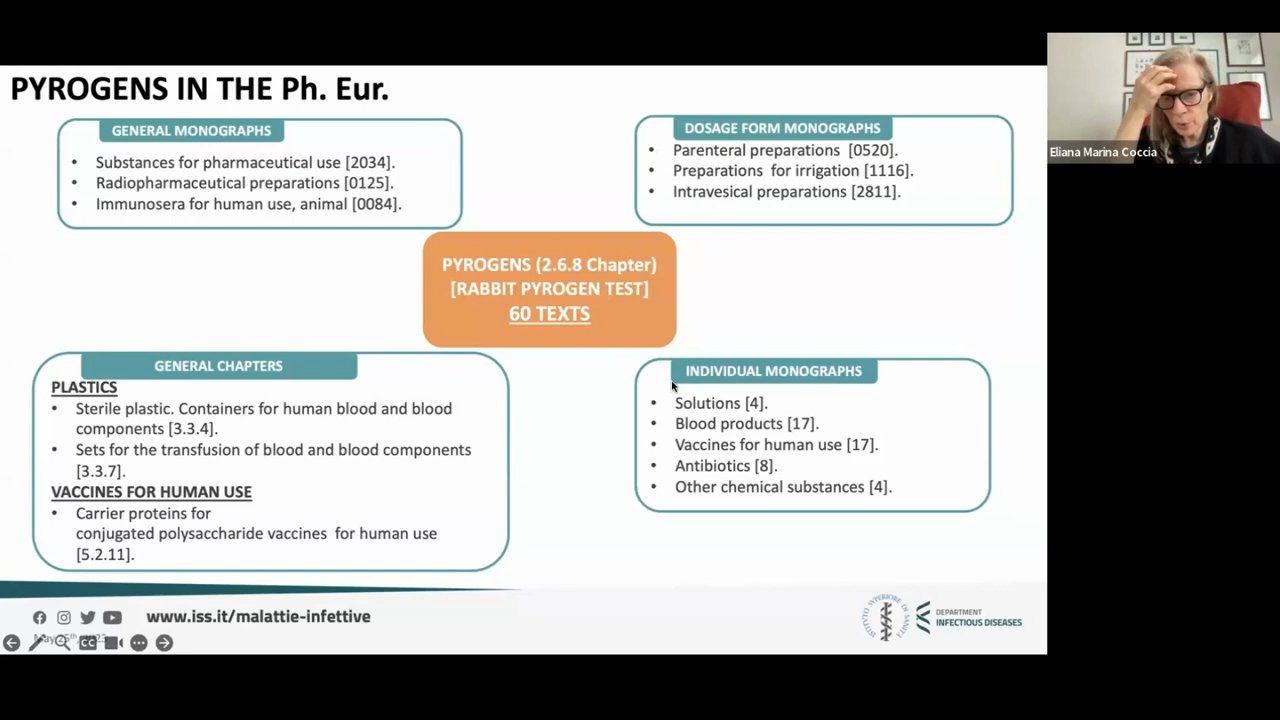 PYROGENS IN THE Ph. Eur.
GENERAL MONOGRAPHS
• Substances for pharmaceutical use [2034].
• Radiopharmaceutical preparations [0125].
• Immunosera for human use, animal [0084].
DOSAGE FORM MONOGRAPHS
• Parenteral preparations [0520].
• Preparations for irrigation [1116].
• Intravesical preparations [2811].
Eliana Marina Coccia
PYROGENS (2.6.8 Chapter)
[RABBIT PYROGEN TEST]
60 TEXTS
GENERAL CHAPTERS
PLASTICS
• Sterile plastic. Containers for human blood and blood
components [3.3.4].
• Sets for the transfusion of blood and blood components
[3.3.7].
VACCINES FOR HUMAN USE
• Carrier proteins for
conjugated polysaccharide vaccines for human use
[5.2.11].
INDIVIDUAL MONOGRAPHS
• Solutions [4].
• Blood products [17].
• Vaccines for human use [17].
• Antibiotics [8].
• Other chemical substances [4].
www.iss.it/malattie-infettive
ISTITUTO SUPERIORE DI SANITÀ
DEPARTMENT
INFECTIOUS DISEASES
CC